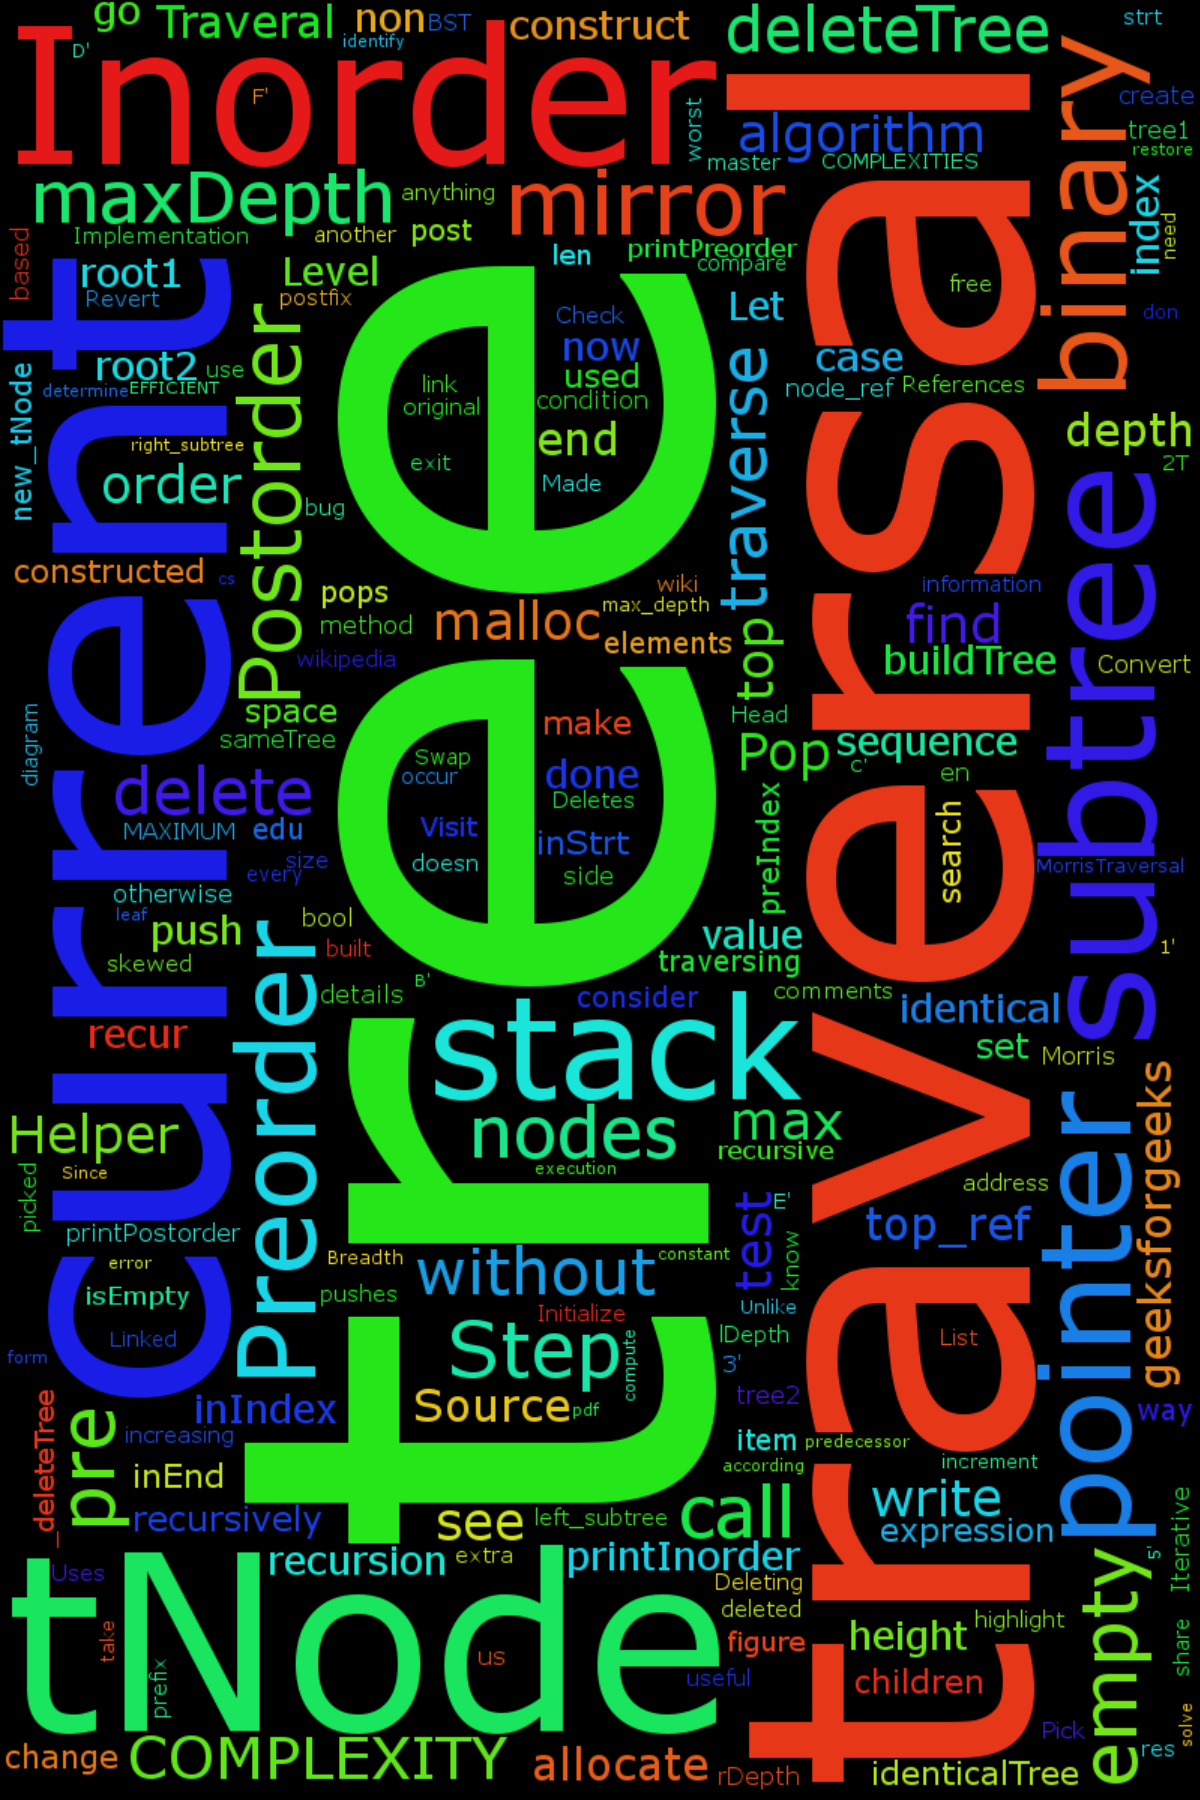 go
Traveral
non
BST
construct
deleteTree
strt
D'
identify
Inorder
F'
worst
algorithm
binary
create
tree1
restore
master
COMPLEXITIES
maxDepth
anything
mirror
index
need
Implementation
another
post
printPreorder
compare
based
root1
Revert
Level
postfix
len
free
Let
don
Check
now
used
condition
link
original
end
exit
Made
root2
use
determine
EFFICIENT
new_tNode
current
right_subtree
order
Postorder
bug
traverse
case
node_ref
References
depth
2T
constructed
cs
pops
method
wikipedia
malloc
wiki
max_depth
elements
top
information
find
buildTree
Convert
subtree
space
sameTree
diagram
tree
make
Swap
occur
done
Deletes
Visit
inStrt
doesn
side
Head
Pop
sequence
C'
en
search
preIndex
delete
MAXIMUM
edu
size
every
otherwise
leaf
push
skewed
bool
built
MorrisTraversal
value
traversing
1'
details
B'
consider
comments
identical
set
Morris
recur
Preorder
stack
nodes
max
recursive
execution
traversal
Helper
picked
Since
printPostorder
address
top_ref
pointer
geeksforgeeks
test
E'
know
error
isEmpty
Linked
form
Breadth
pushes
without
constant
Initialize
Unlike
lDepth
3'
List
Step
compute
Source
pdf
tree2
way
inIndex
increasing
_deleteTree
pre
inEnd
recursively
item
predecessor
according
increment
write
expression
see
left_subtree
call
Iterative
5'
recursion
extra
printInorder
Uses
Deleting
deleted
tNode
take
prefix
us
figure
useful
height
highlight
children
empty
share
solve
Pick
res
change
COMPLEXITY
allocate
rDepth
identicalTree